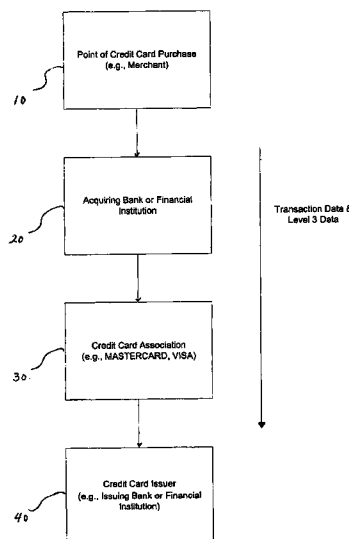 Point of Credit Card Purchase
(e.g., Merchant)
10
Acquiring Bank or Financial
Institution
20
Transaction Data &
Level 3 Data
Credit Card Association
(e.g., MASTERCARD, VISA)
30.
Credit Card Issuer
(e.g., Issuing Bank or Financial
Institution)
40